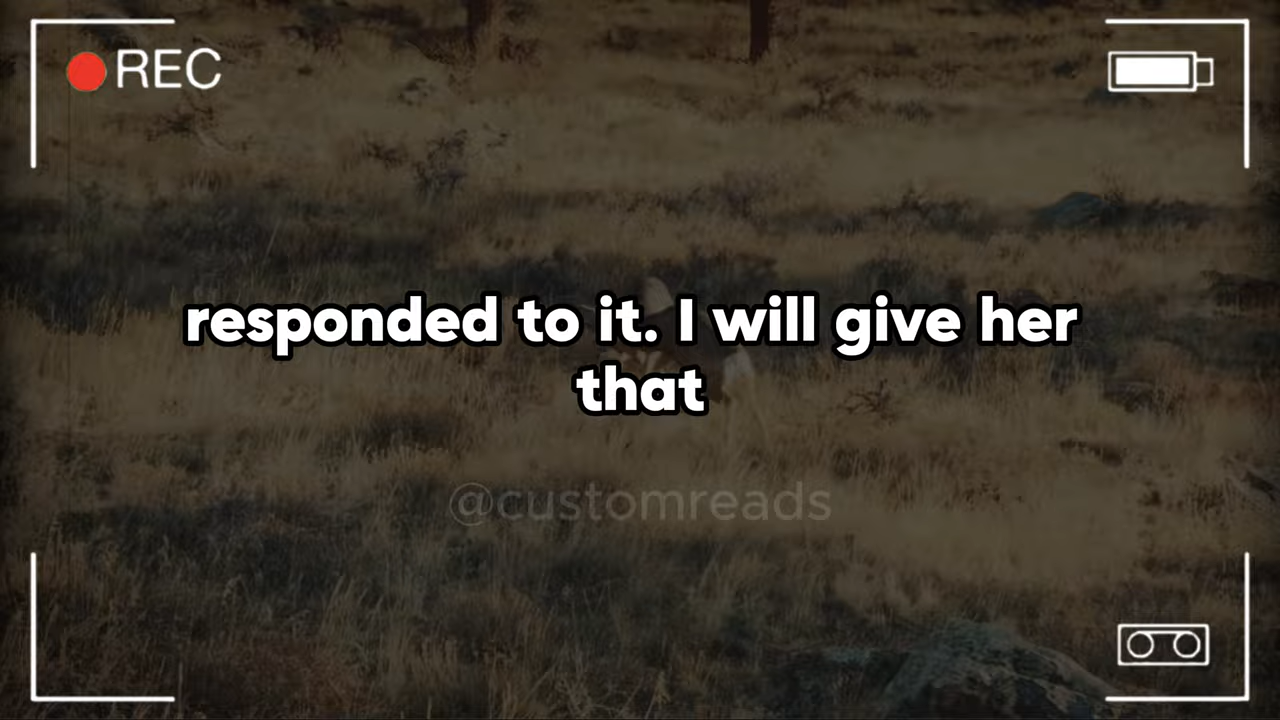 REC
responded to it. I will give her
that
@customreads